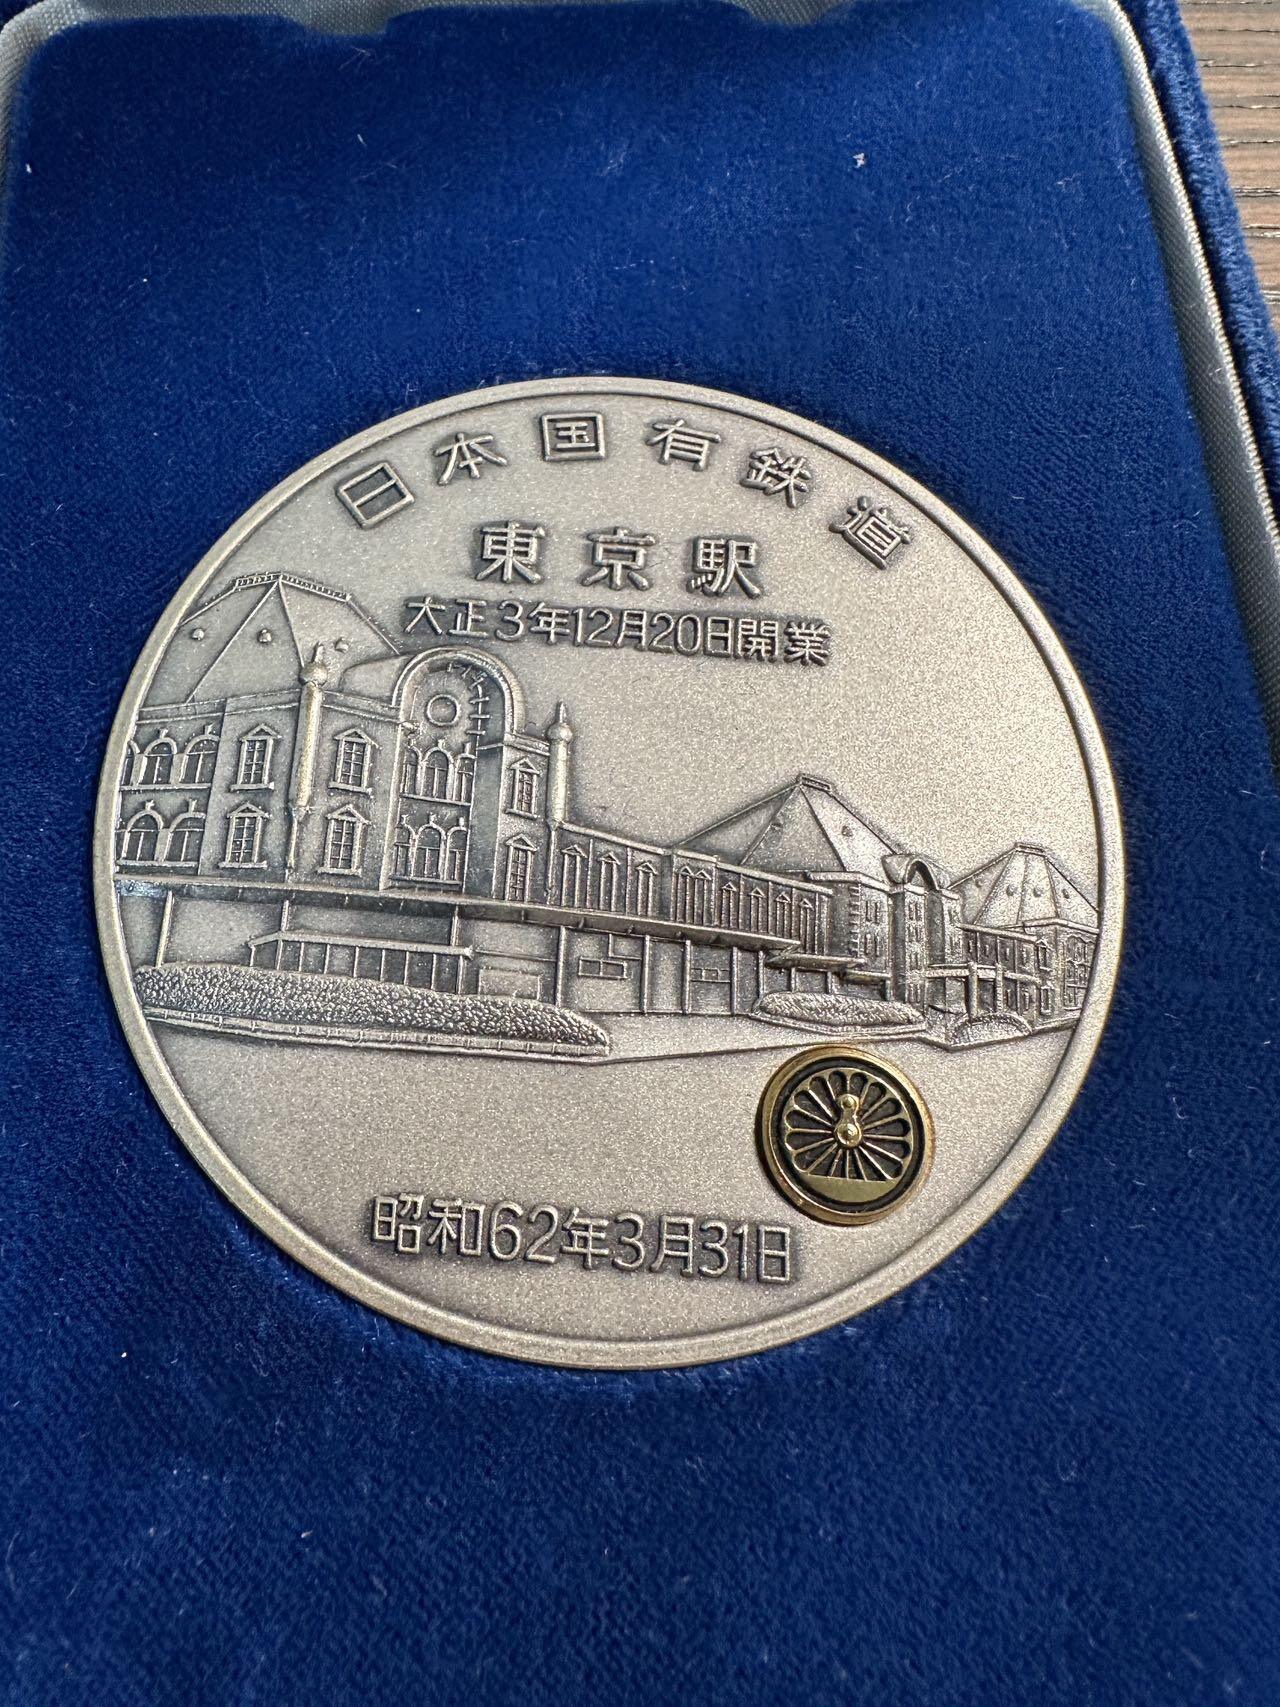 日本国有鉄道
東京駅
大正3年12月20日開業
昭和62年3月31日